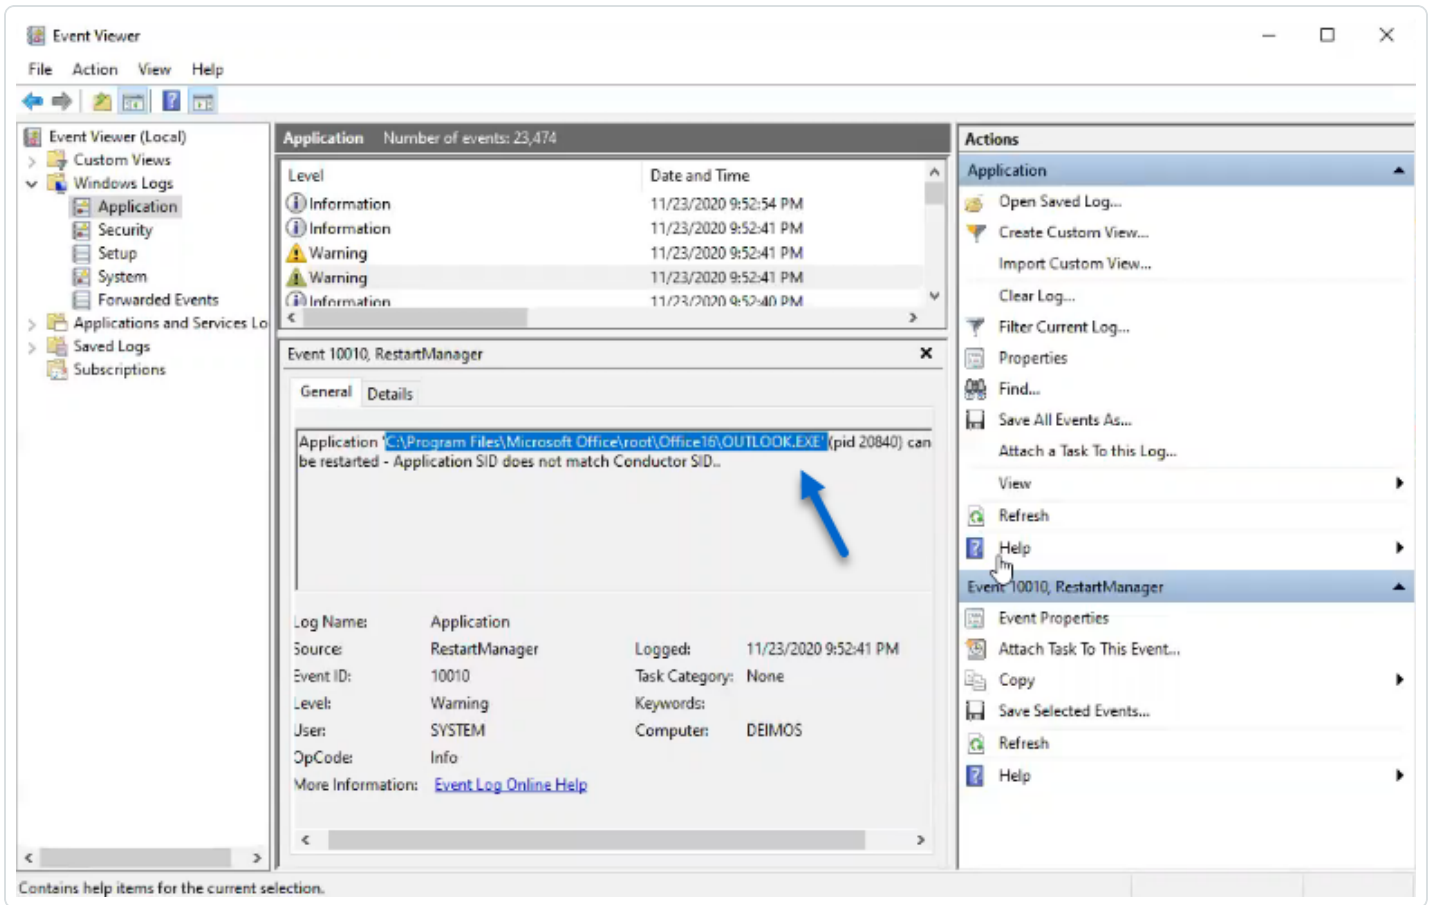 Event Viewer
File Action View Help
Event Viewer (Local)
Custom Views
Windows Logs
Application
Security
Setup
System
Forwarded Events
Applications and Services Lo
Saved Logs
Subscriptions
Application Number of events: 23,474
Level Date and Time
Information 11/23/2020 9:52:54 PM
Information 11/23/2020 9:52:41 PM
Warning 11/23/2020 9:52:41 PM
Warning 11/23/2020 9:52:41 PM
Information 11/23/2020 9:52:40 PM
Event 10010, RestartManager
General Details
Application 'C:\Program Files\Microsoft Office\root\Office16\OUTLOOK.EXE' (pid 20840) can
be restarted - Application SID does not match Conductor SID..
Log Name: Application
Source: RestartManager Logged: 11/23/2020 9:52:41 PM
Event ID: 10010 Task Category: None
Level: Warning Keywords:
User: SYSTEM Computer: DEIMOS
OpCode: Info
More Information: Event Log Online Help
Actions
Application
Open Saved Log...
Create Custom View...
Import Custom View...
Clear Log...
Filter Current Log...
Properties
Find...
Save All Events As...
Attach a Task To this Log...
View
Refresh
Help
Event 10010, RestartManager
Event Properties
Attach Task To This Event...
Copy
Save Selected Events...
Refresh
Help
Contains help items for the current selection.